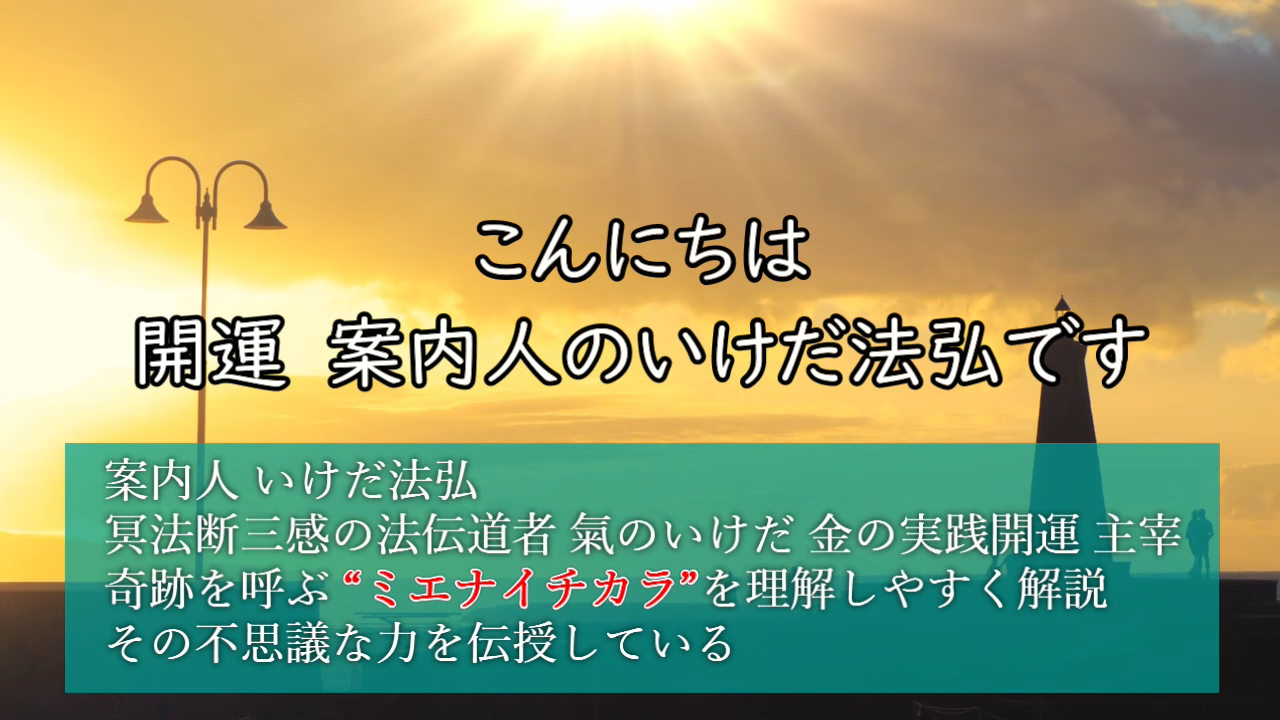 こんにちは
開運 案内人のいけだ法弘です
案内人 いけだ法弘
冥法断三感の法伝道者 氣のいけだ 金の実践開運 主宰
奇跡を呼ぶ“ミエナイチカラ”を理解しやすく解説
その不思議な力を伝授している